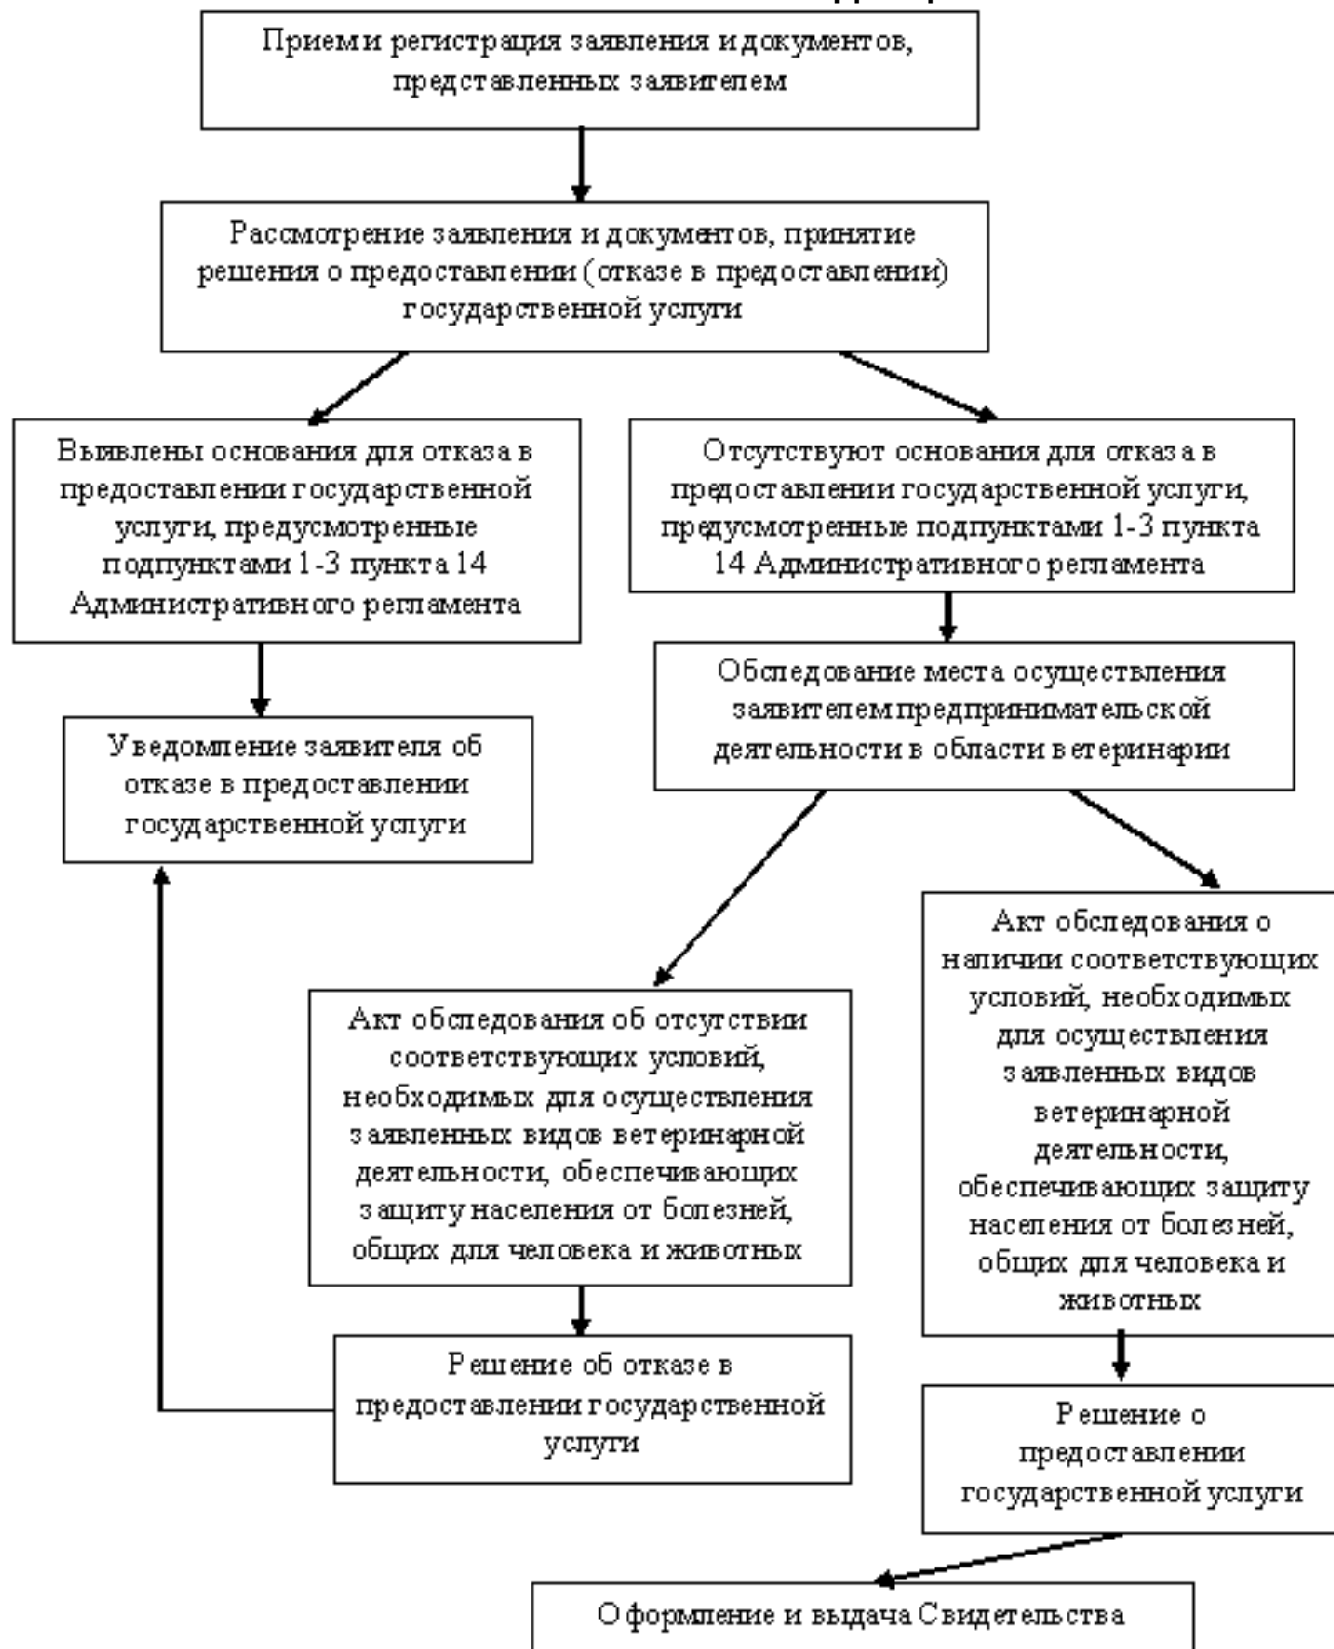 Прием и регистрация заявления и документов,
представленных заявителем
Рассмотрение заявления и документов, принятие
решения о предоставлении (отказе в предоставлении)
государственной услуги
Выявлены основания для отказа в
предоставлении государственной
услуги, предусмотренные
подпунктами 1-3 пункта 14
Административного регламента
Отсутствуют основания для отказа в
предоставлении государственной услуги,
предусмотренные подпунктами 1-3 пункта
14 Административного регламента
Уведомление заявителя об
отказе в предоставлении
государственной услуги
Обследование места осуществления
заявителем предпринимательской
деятельности в области ветеринарии
Акт обследования об отсутствии
соответствующих условий,
необходимых для осуществления
заявленных видов ветеринарной
деятельности, обеспечивающих
защиту населения от болезней,
общих для человека и животных
Акт обследования о
наличии соответствующих
условий, необходимых
для осуществления
заявленных видов
ветеринарной
деятельности,
обеспечивающих защиту
населения от болезней,
общих для человека и
животных
Решение об отказе в
предоставлении государственной
услуги
Решение о
предоставлении
государственной услуги
Оформление и выдача Свидетельства